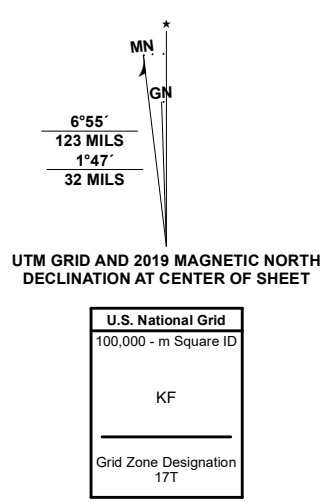 ★
MN
GN
6°55´
123 MILS
1°47´
32 MILS
UTM GRID AND 2019 MAGNETIC NORTH
DECLINATION AT CENTER OF SHEET
U.S. National Grid
100,000 - m Square ID
KF
Grid Zone Designation
17T